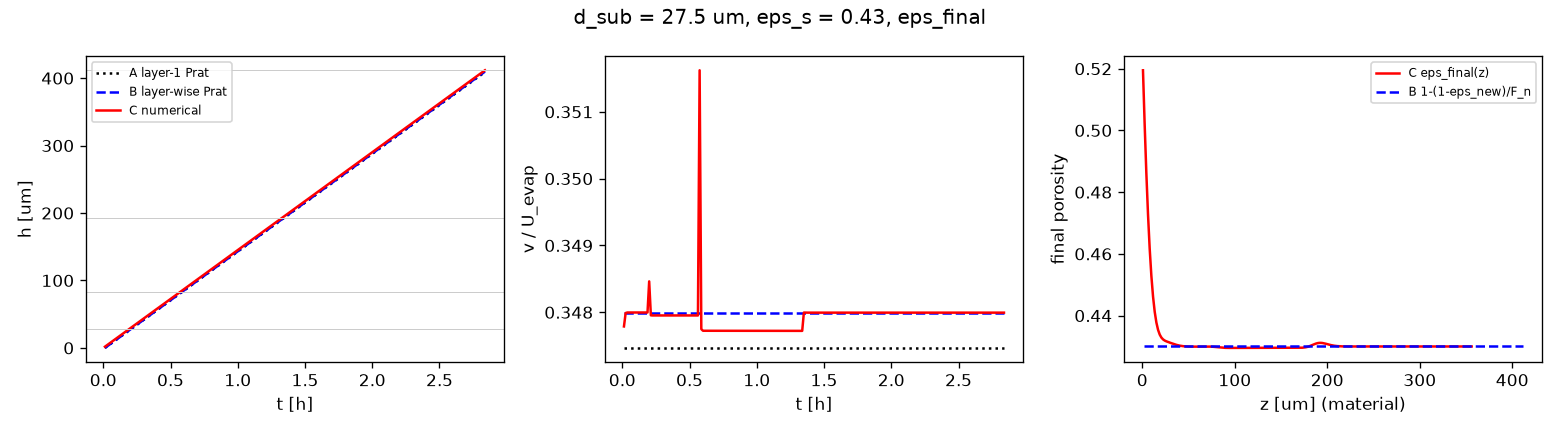 d_sub = 27.5 um, eps_s = 0.43, eps_final
h [um]
400
300
200
100
0
A layer-1 Prat
B layer-wise Prat
C numerical
0.0 0.5 1.0 1.5 2.0 2.5
t [h]
v / U_evap
0.351
0.350
0.349
0.348
0.0 0.5 1.0 1.5 2.0 2.5
t [h]
final porosity
0.52
0.50
0.48
0.46
0.44
C eps_final(z)
B 1-(1-eps_new)/F_n
0 100 200 300 400
z [um] (material)